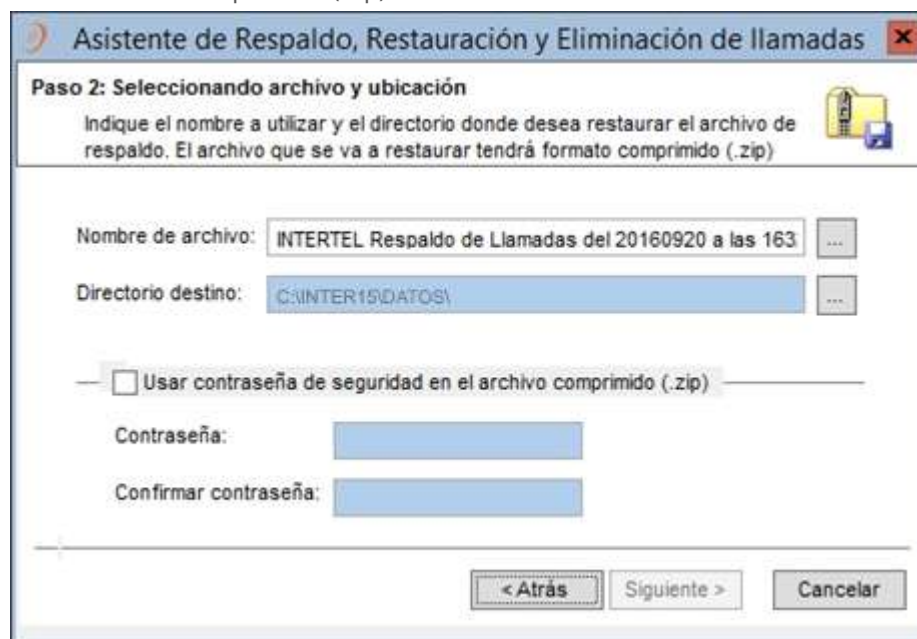 Asistente de Respaldo, Restauración y Eliminación de llamadas
Paso 2: Seleccionando archivo y ubicación
Indique el nombre a utilizar y el directorio donde desea restaurar el archivo de
respaldo. El archivo que se va a restaurar tendrá formato comprimido (.zip)
Nombre de archivo: INTERTEL Respaldo de Llamadas del 20160920 a las 163 ...
Directorio destino: C:\INTER15\DATOS\ ...
Usar contraseña de seguridad en el archivo comprimido (.zip)
Contraseña:
Confirmar contraseña:
< Atrás Siguiente > Cancelar